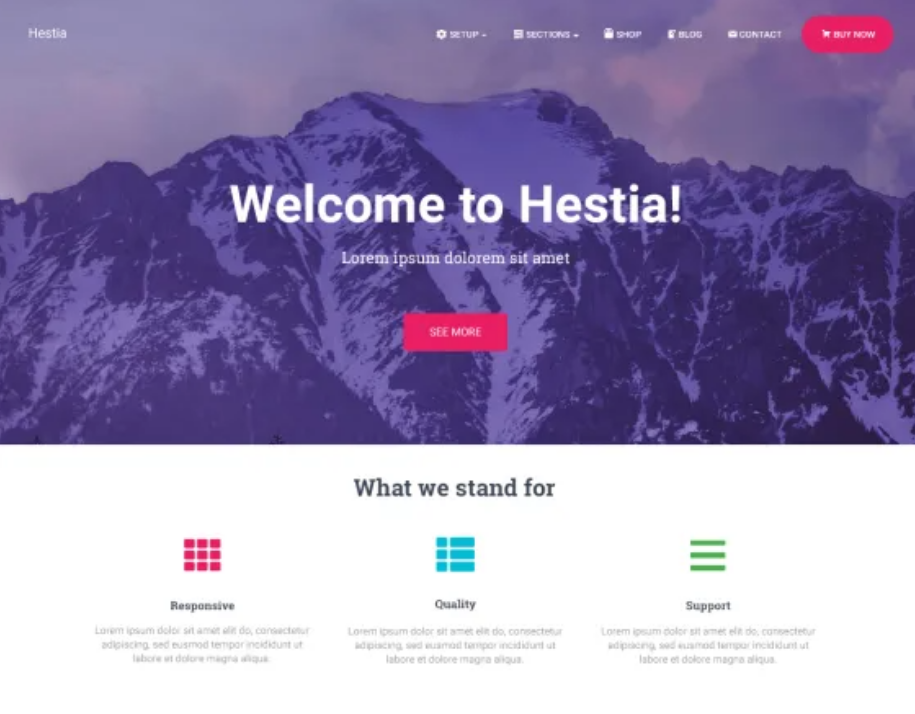 Hestia
SETUP
SECTIONS
SHOP
BLOG
CONTACT
BUY NOW
Welcome to Hestia!
Lorem ipsum dolorem sit amet
SEE MORE
What we stand for
Responsive
Lorem ipsum dolor sit amet elit do, consectetur
adipiscing, sed eusmod tempor incididunt ut
labore et dolore magna aliqua.
Quality
Lorem ipsum dolor sit amet elit do, consectetur
adipiscing, sed eusmod tempor incididunt ut
labore et dolore magna aliqua.
Support
Lorem ipsum dolor sit amet elit do, consectetur
adipiscing, sed eusmod tempor incididunt ut
labore et dolore magna aliqua.